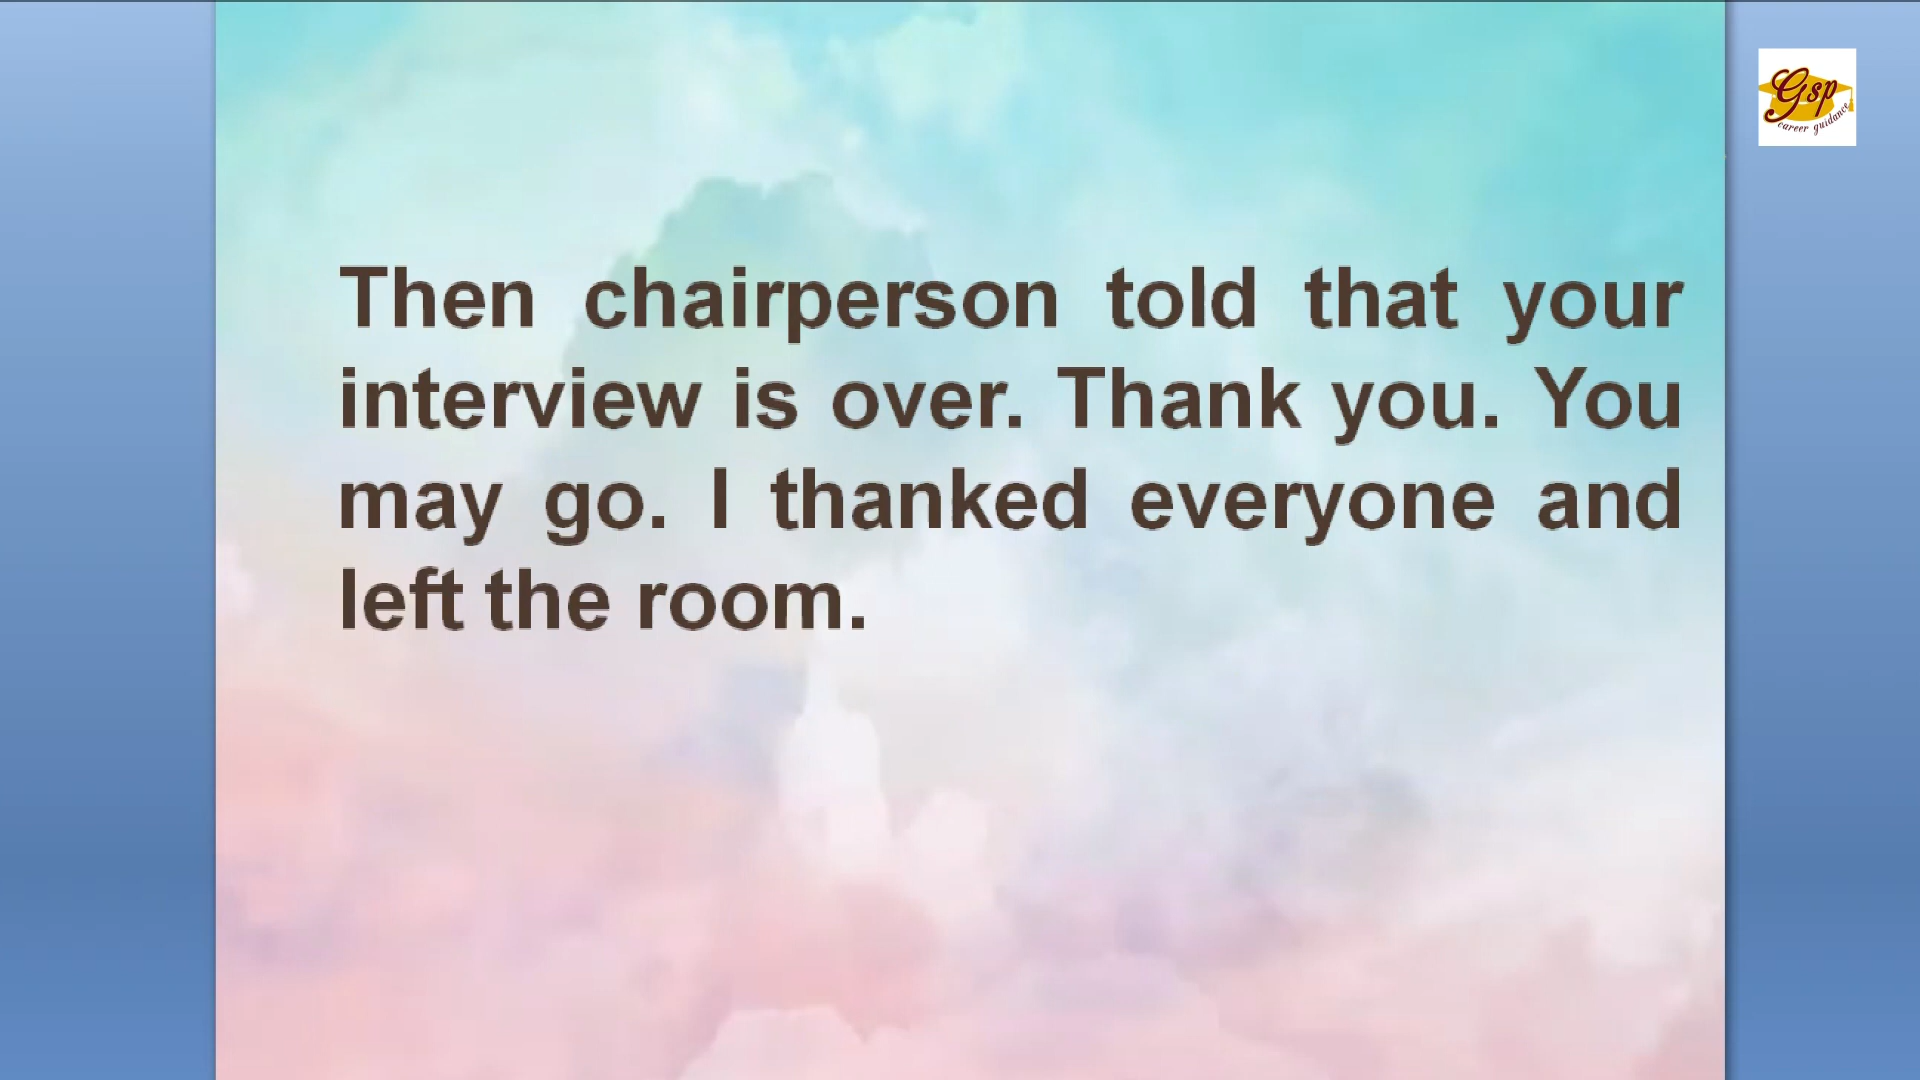 Then chairperson told that your
interview is over. Thank you. You
may go. I thanked everyone and
left the room.
Gsp
career guidance